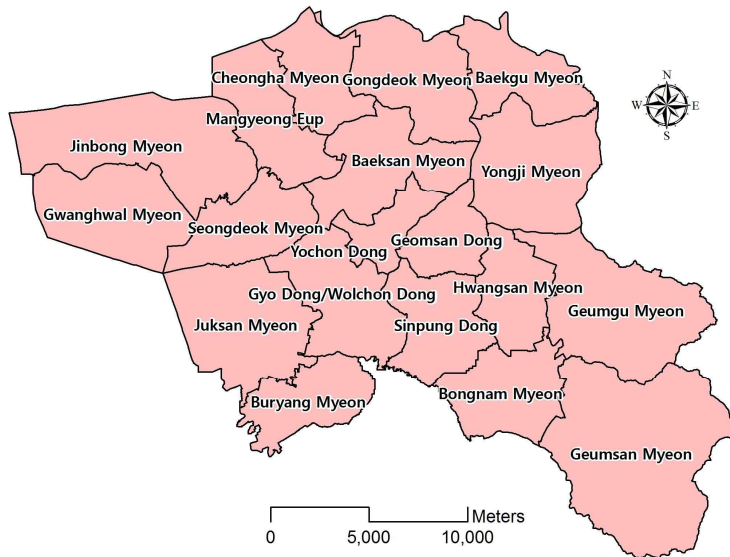 Cheongha Myeon
Gongdeok Myeon
Baekgu Myeon
N
W
E
S
Mangyeong Eup
Jinbong Myeon
Baeksan Myeon
Yongji Myeon
Gwanghwal Myeon
Seongdeok Myeon
Yochon Dong
Geomsan Dong
Gyo Dong/Wolchon Dong
Hwangsan Myeon
Geumgu Myeon
Juksan Myeon
Sinpung Dong
Buryang Myeon
Bongnam Myeon
Geumsan Myeon
Meters
0 5,000 10,000